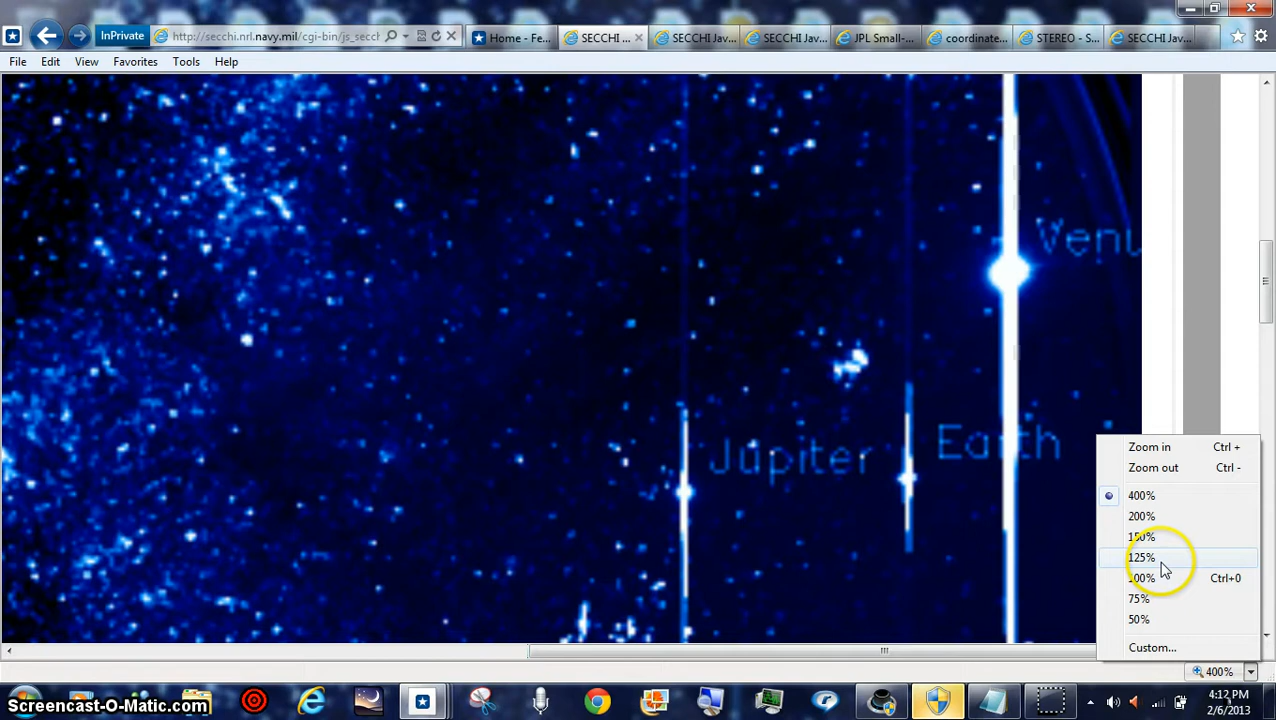 InPrivate
http://secchi.nrl.navy.mil/cgi-bin/js_secch
Home - Fe...
SECCHI ...
SECCHI Jav...
SECCHI Jav...
JPL Small-...
coordinate...
STEREO - S...
SECCHI Jav...
File Edit View Favorites Tools Help
Venu
Jupiter
Earth
Zoom in Ctrl +
Zoom out Ctrl -
400%
200%
150%
125%
100% Ctrl+0
75%
50%
Custom...
400%
Screencast-O-Matic.com
4:12 PM
2/6/2013